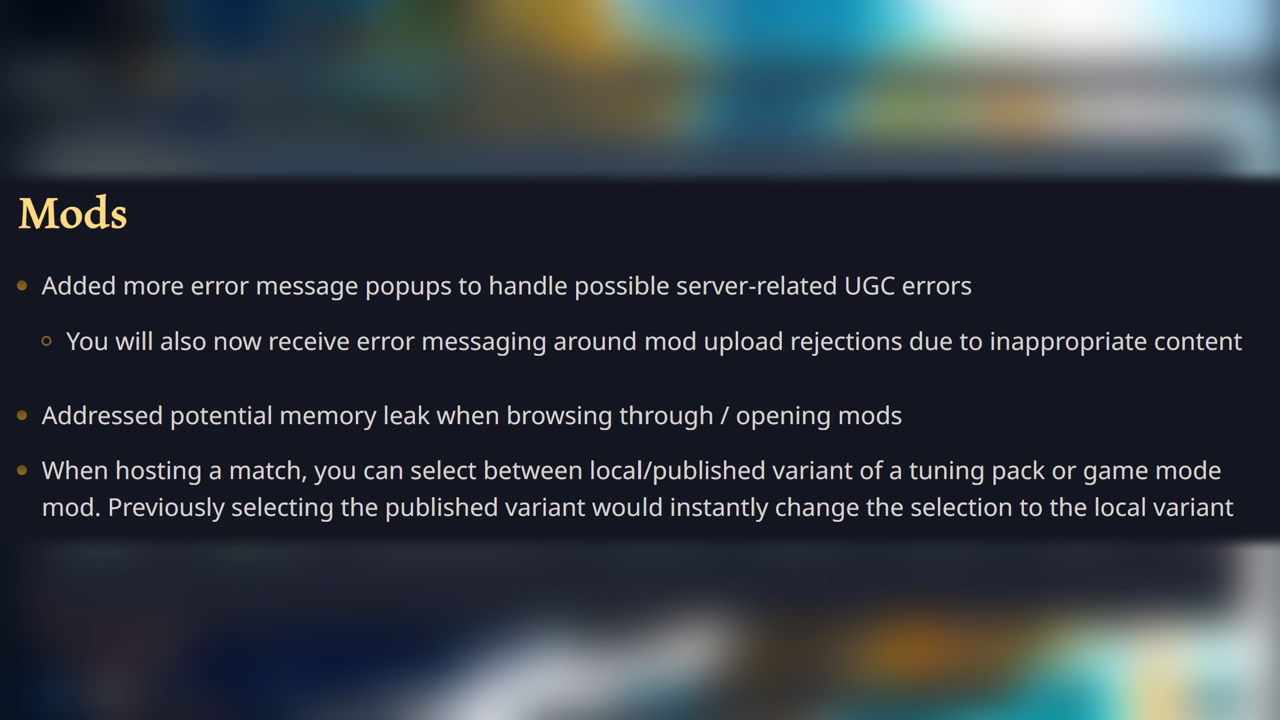 Mods
Added more error message popups to handle possible server-related UGC errors
You will also now receive error messaging around mod upload rejections due to inappropriate content
Addressed potential memory leak when browsing through / opening mods
When hosting a match, you can select between local/published variant of a tuning pack or game mode
mod. Previously selecting the published variant would instantly change the selection to the local variant